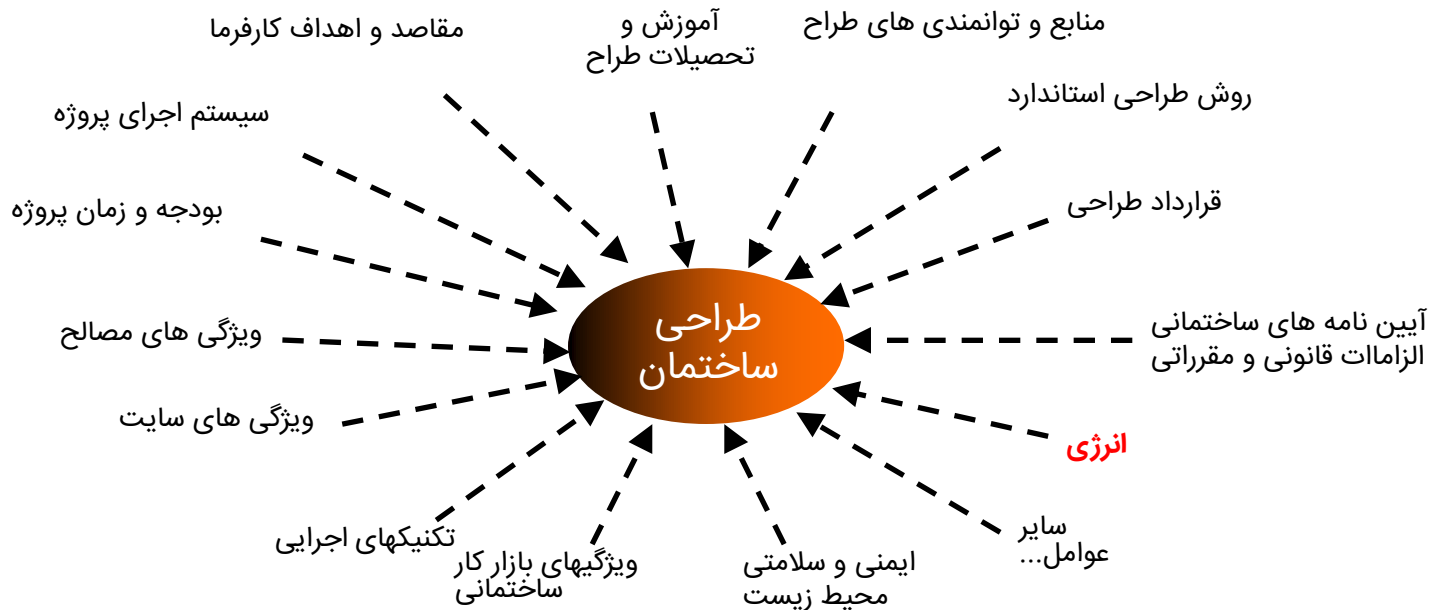 منابع و توانمندی های طراح
آموزش و
تحصیلات طراح
مقاصد و اهداف کارفرما
روش طراحی استاندارد
سیستم اجرای پروژه
قرارداد طراحی
بودجه و زمان پروژه
طراحی
ساختمان
آیین نامه های ساختمانی
الزاماات قانونی و مقرراتی
ویژگی های مصالح
انرژی
ویژگی های سایت
سایر
عوامل...
تکنیکهای اجرایی
ایمنی و سلامتی
محیط زیست
ویژگیهای بازار کار
ساختمانی